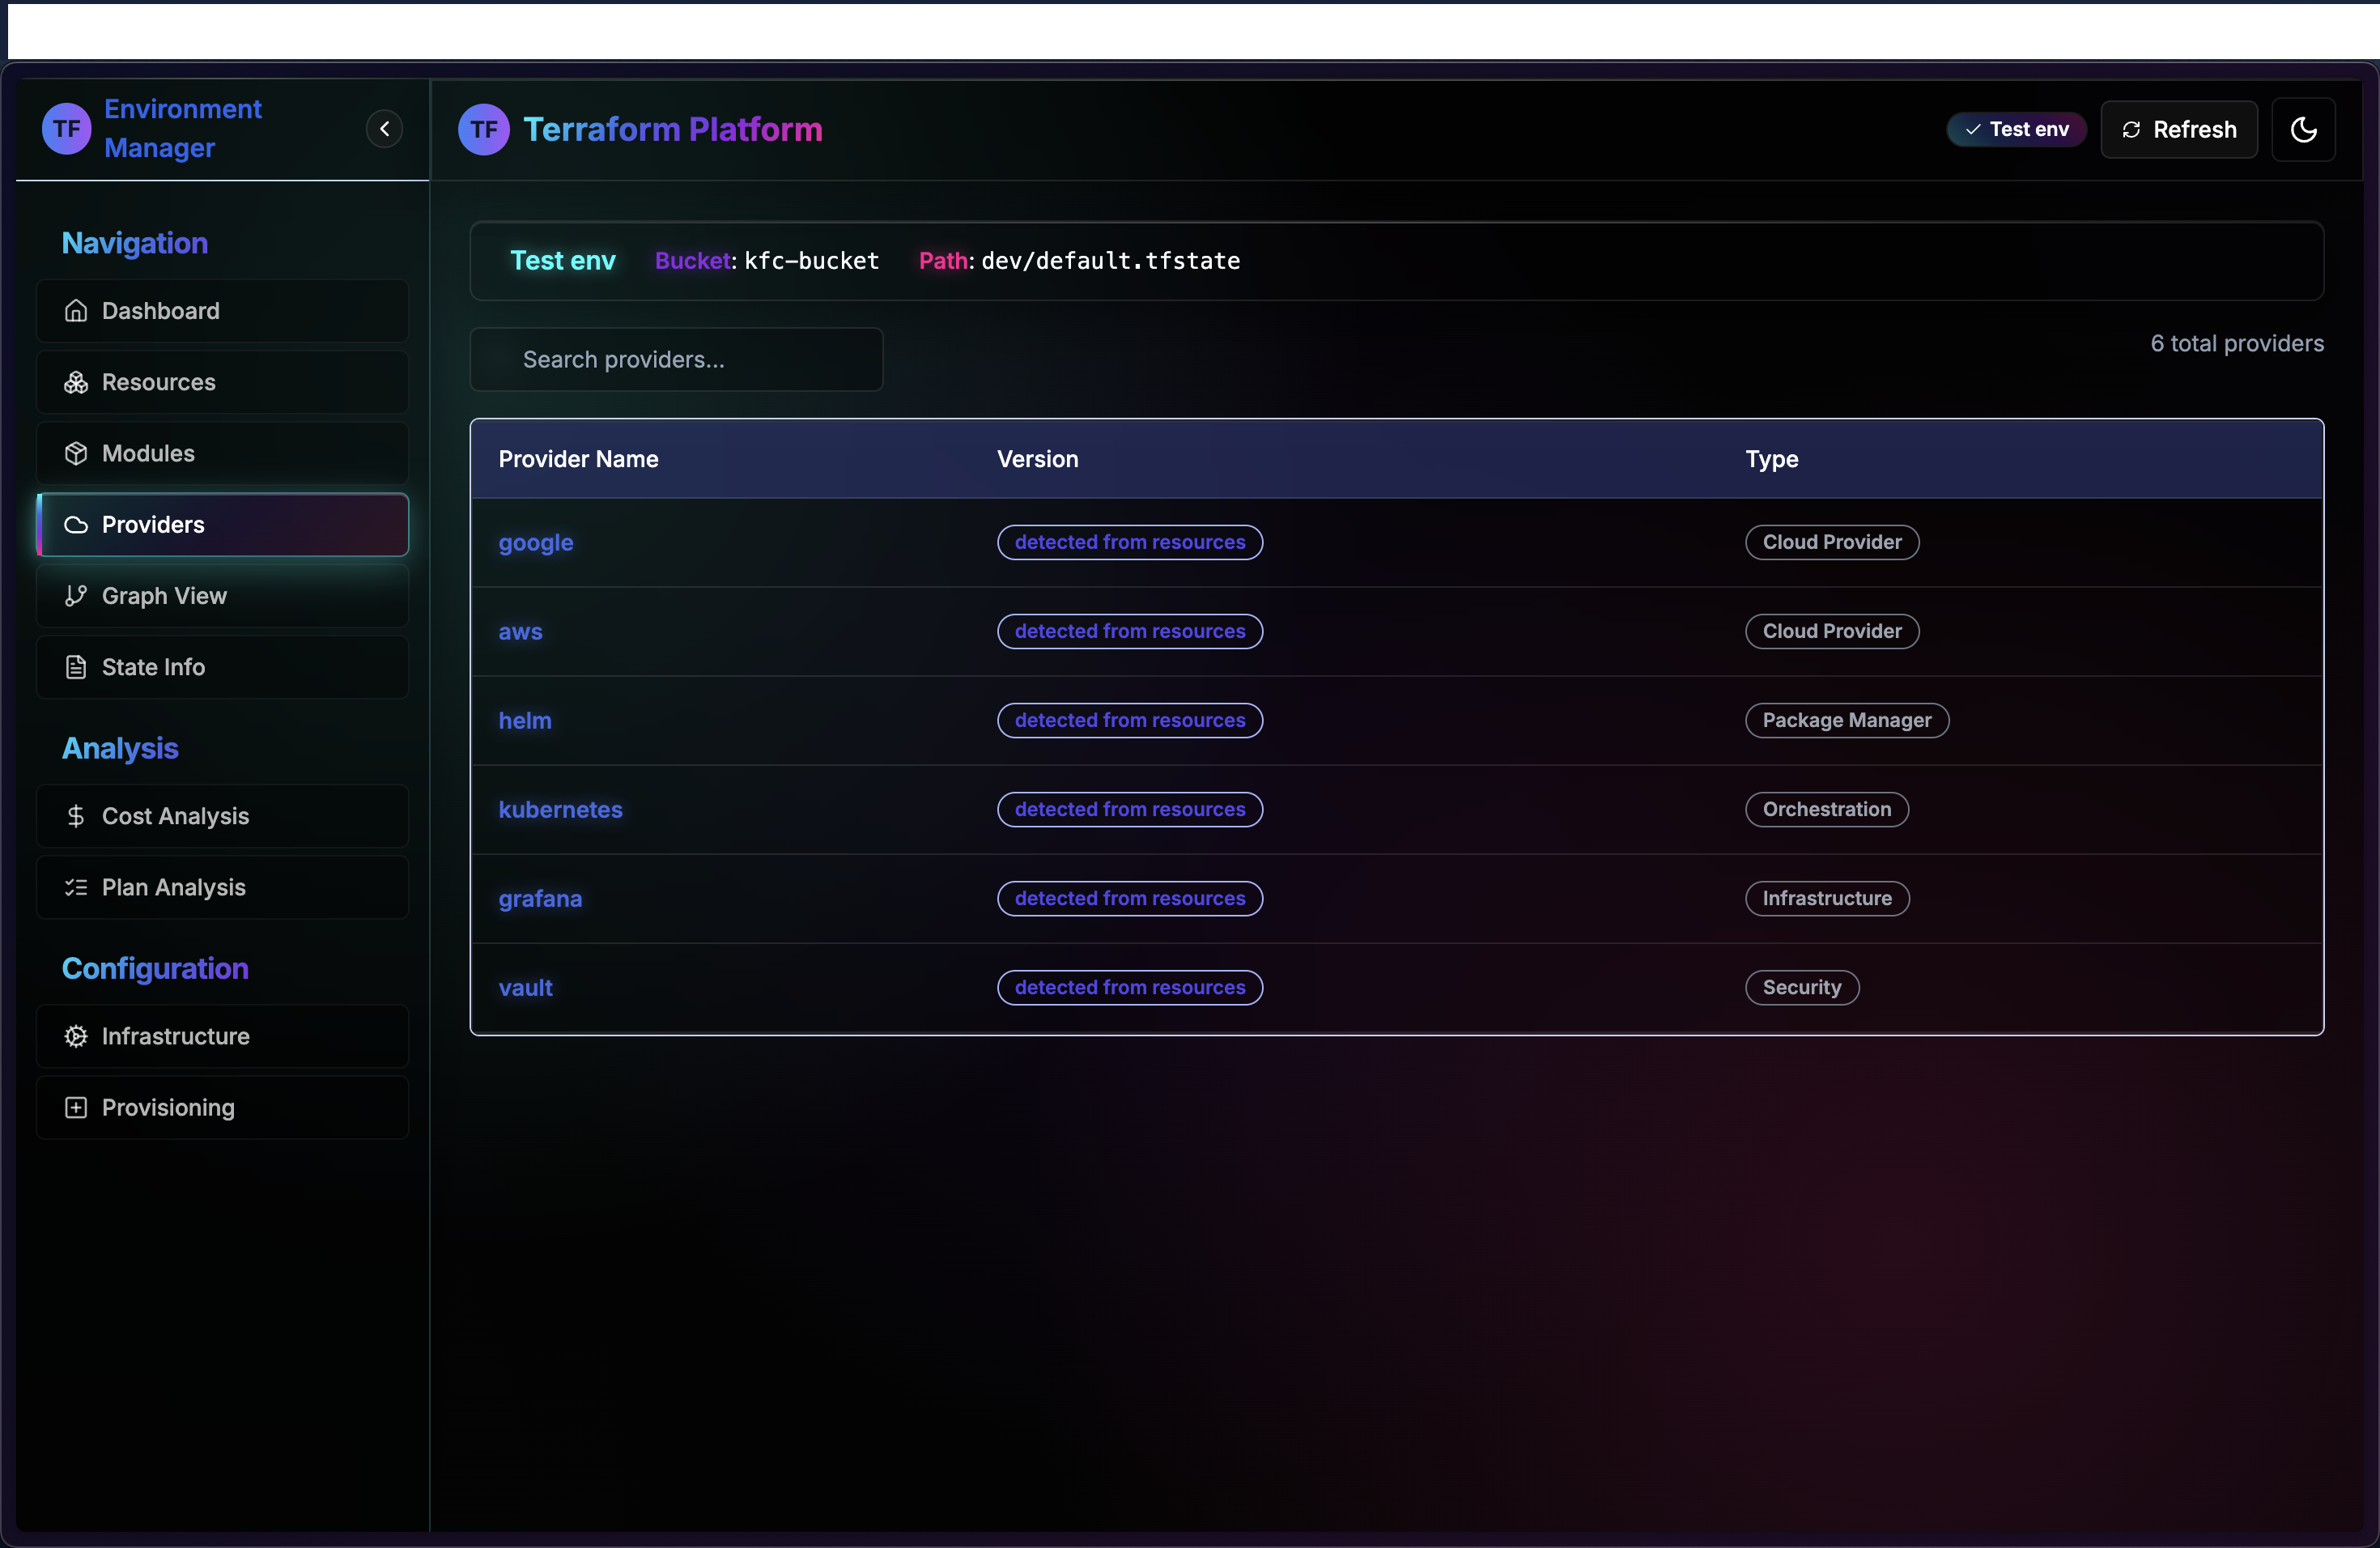 TF
Environment
Manager
TF
Terraform Platform
Test env
Refresh
Navigation
Dashboard
Resources
Modules
Providers
Graph View
State Info
Analysis
Cost Analysis
Plan Analysis
Configuration
Infrastructure
Provisioning
Test env Bucket: kfc-bucket Path: dev/default.tfstate
Search providers...
6 total providers
Provider Name Version Type
google detected from resources Cloud Provider
aws detected from resources Cloud Provider
helm detected from resources Package Manager
kubernetes detected from resources Orchestration
grafana detected from resources Infrastructure
vault detected from resources Security